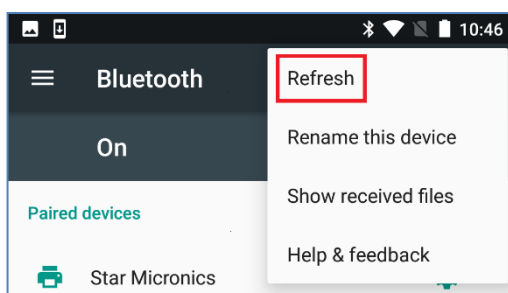 10:46
Bluetooth
Refresh
Rename this device
On
Show received files
Paired devices
Help & feedback
Star Micronics